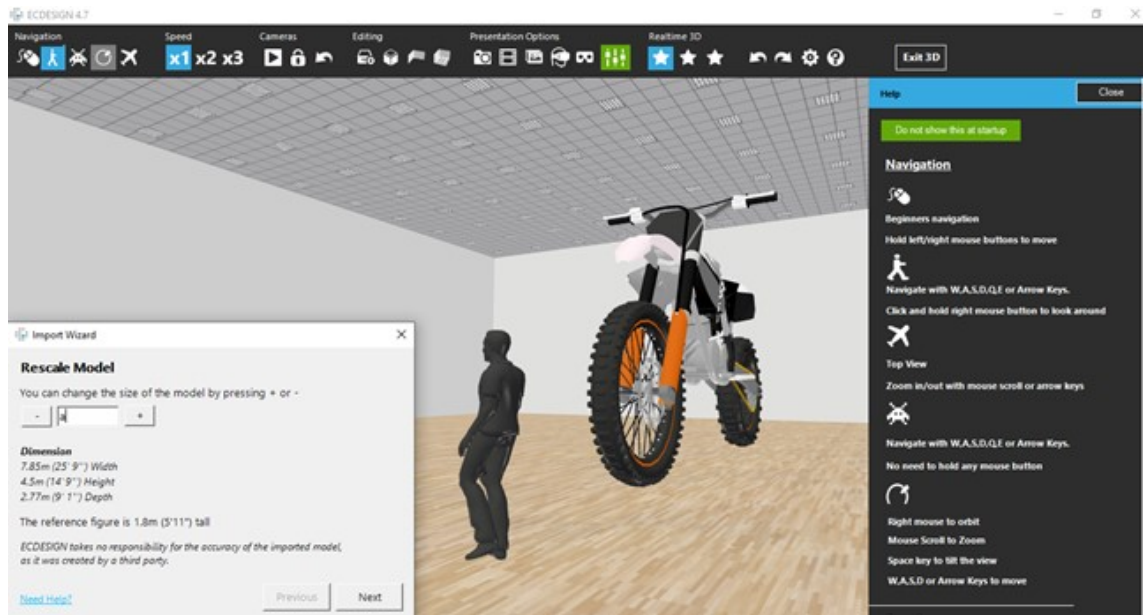 ECDESIGN 4.7
Navigation Speed Cameras Editing Presentation Options Realtime 3D
x1 x2 x3 Exit 3D
Help Close
Do not show this at startup
Navigation
Beginners navigation
Hold left/right mouse buttons to move
Navigate with W,A,S,D,Q,E or Arrow Keys.
Click and hold right mouse button to look around
Top View
Zoom in/out with mouse scroll or arrow keys
Navigate with W,A,S,D,Q,E or Arrow Keys.
No need to hold any mouse button
Right mouse to orbit
Mouse Scroll to Zoom
Space key to tilt the view
W,A,S,D or Arrow Keys to move
Import Wizard
Rescale Model
You can change the size of the model by pressing + or -
- a +
Dimension
7.85m (25' 9'') Width
4.5m (14' 9'') Height
2.77m (9' 1'') Depth
The reference figure is 1.8m (5'11") tall
ECDESIGN takes no responsibility for the accuracy of the imported model,
as it was created by a third party.
Need Help? Previous Next